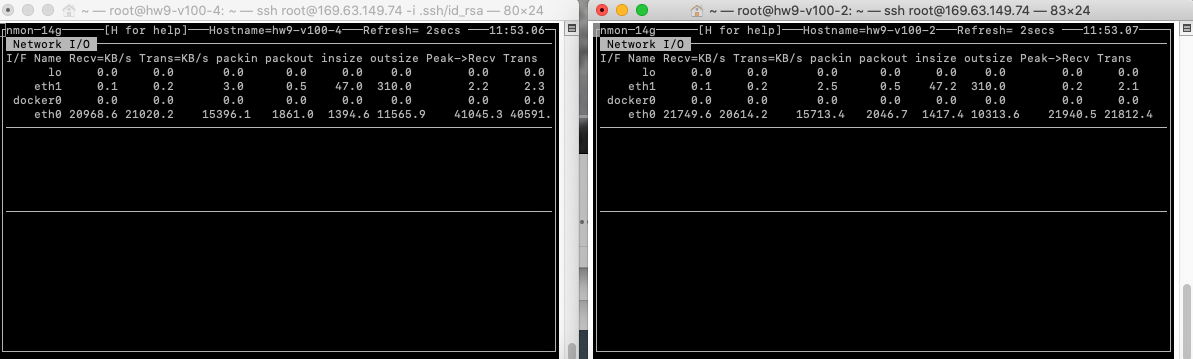 ~ — root@hw9-v100-4: ~ — ssh root@169.63.149.74 -i .ssh/id_rsa — 80×24
nmon─14g──────[H for help]───Hostname=hw9-v100-4───Refresh= 2secs ───11:53.06─
Network I/O
I/F Name Recv=KB/s Trans=KB/s packin packout insize outsize Peak->Recv Trans
lo 0.0 0.0 0.0 0.0 0.0 0.0 0.0 0.0
eth1 0.1 0.2 3.0 0.5 47.0 310.0 2.2 2.3
docker0 0.0 0.0 0.0 0.0 0.0 0.0 0.0 0.0
eth0 20968.6 21020.2 15396.1 1861.0 1394.6 11565.9 41045.3 40591.
~ — root@hw9-v100-2: ~ — ssh root@169.63.149.74 — 83×24
nmon─14g──────[H for help]───Hostname=hw9-v100-2───Refresh= 2secs ───11:53.07─
Network I/O
I/F Name Recv=KB/s Trans=KB/s packin packout insize outsize Peak->Recv Trans
lo 0.0 0.0 0.0 0.0 0.0 0.0 0.0 0.0
eth1 0.1 0.2 2.5 0.5 47.2 310.0 0.2 2.1
docker0 0.0 0.0 0.0 0.0 0.0 0.0 0.0 0.0
eth0 21749.6 20614.2 15713.4 2046.7 1417.4 10313.6 21940.5 21812.4